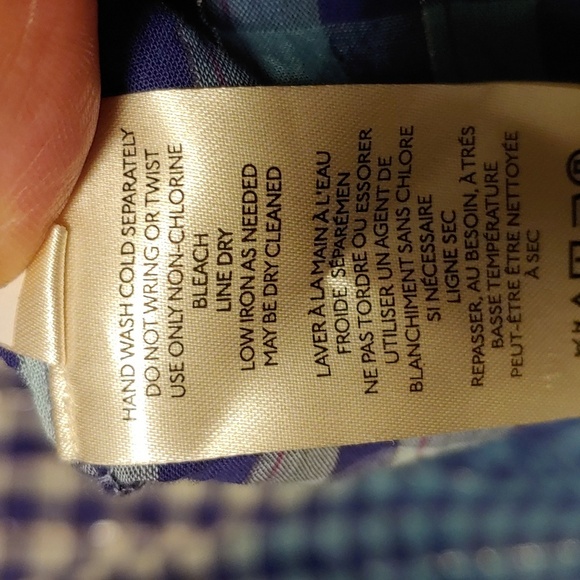 HAND WASH COLD SEPARATELY
DO NOT WRING OR TWIST
USE ONLY NON-CHLORINE
BLEACH
LINE DRY
LOW IRON AS NEEDED
MAY BE DRY CLEANED
LAVER À LA MAIN À L'EAU
FROIDE, SÉPARÉMEN
NE PAS TORDRE OU ESSORER
UTILISER UN AGENT DE
BLANCHIMENT SANS CHLORE
SI NÉCESSAIRE
LIGNE SEC
REPASSER, AU BESOIN, À TRÉS
BASSE TEMPÉRATURE
PEUT-ÊTRE ÊTRE NETTOYÉE
À SEC